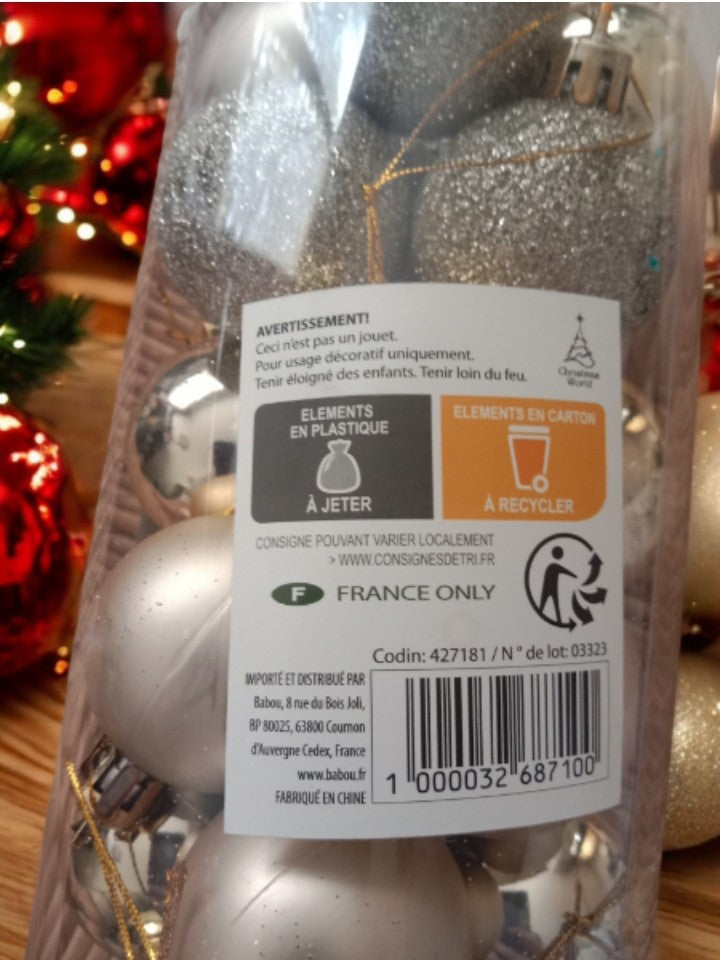 AVERTISSEMENT!
Ceci n'est pas un jouet.
Pour usage décoratif uniquement.
Tenir éloigné des enfants. Tenir loin du feu.
Christmas
World
ELEMENTS
EN PLASTIQUE
À JETER
ELEMENTS EN CARTON
À RECYCLER
CONSIGNE POUVANT VARIER LOCALEMENT
> WWW.CONSIGNESDETRI.FR
F FRANCE ONLY
Codin: 427181 / N° de lot: 03323
IMPORTÉ ET DISTRIBUÉ PAR
Babou, 8 rue du Bois Joli,
BP 80025, 63800 Cournon
d'Auvergne Cedex, France
www.babou.fr
FABRIQUÉ EN CHINE
1 000032 687100